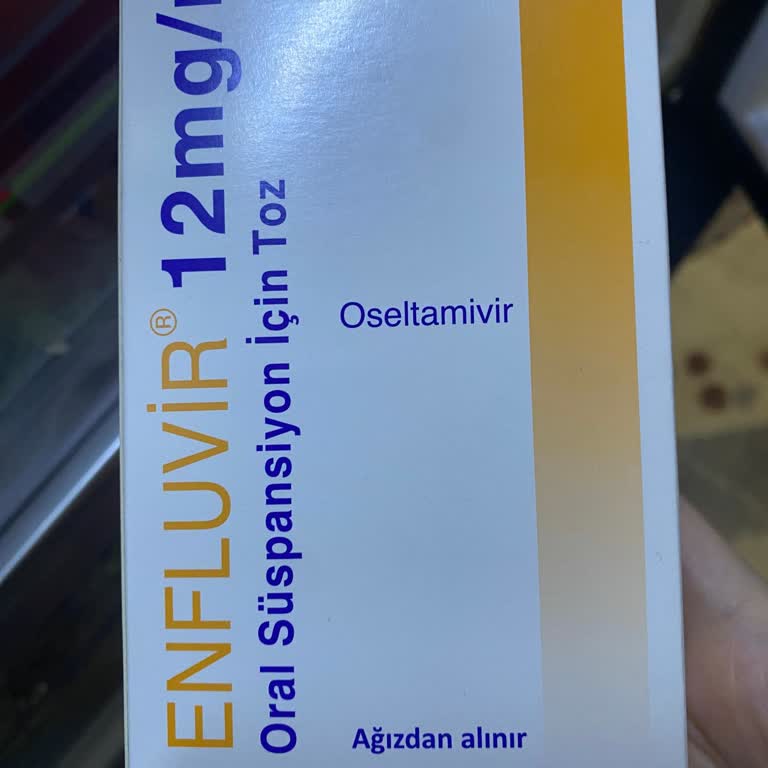 ENFLUVİR® 12mg/
Oral Süspansiyon İçin Toz
Oseltamivir
Ağızdan alınır